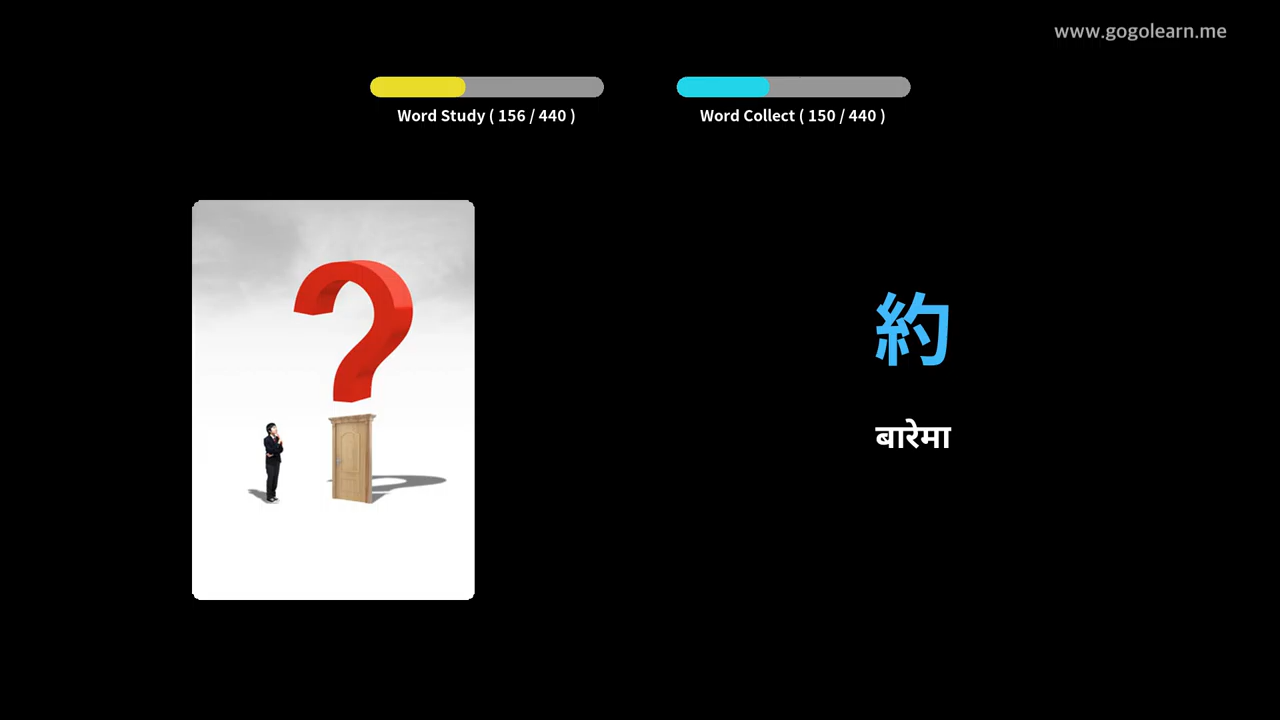 www.gogolearn.me
Word Study ( 156 / 440 )
Word Collect ( 150 / 440 )
?
約
बारेमा